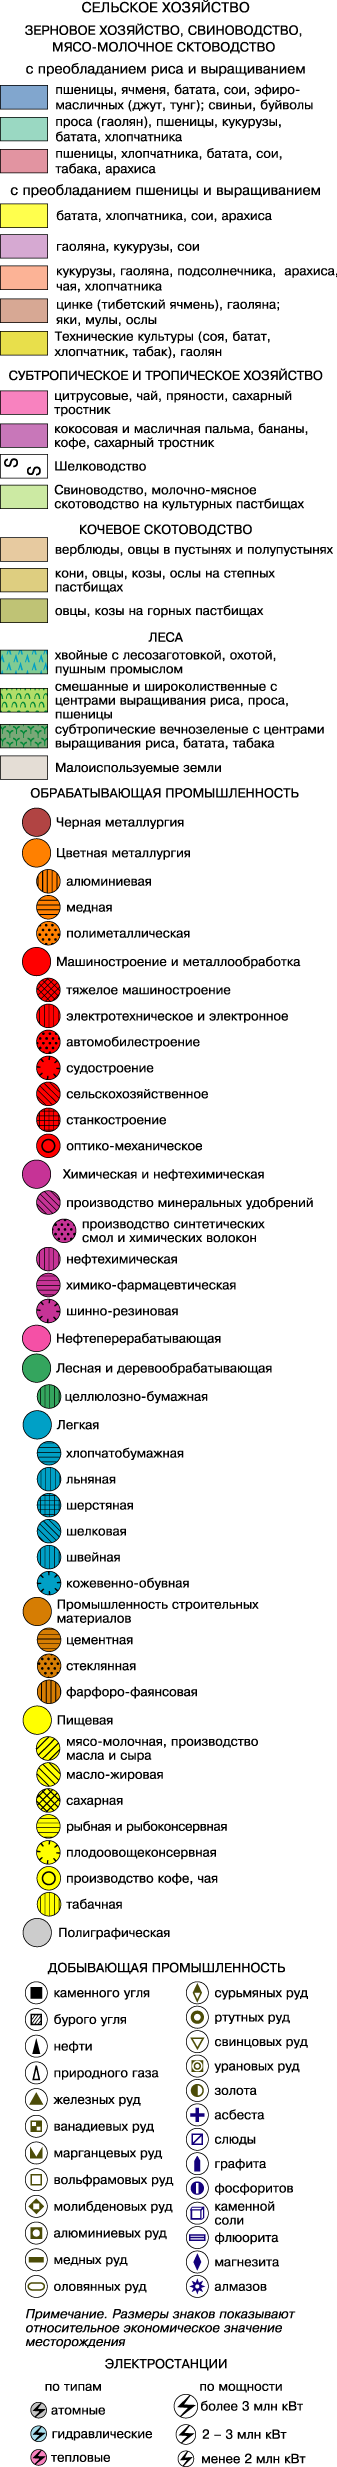 СЕЛЬСКОЕ ХОЗЯЙСТВО
ЗЕРНОВОЕ ХОЗЯЙСТВО, СВИНОВОДСТВО,
МЯСО-МОЛОЧНОЕ СКТОВОДСТВО
с преобладанием риса и выращиванием
пшеницы, ячменя, батата, сои, эфиро-
масличных (джут, тунг); свиньи, буйволы
проса (гаолян), пшеницы, кукурузы,
батата, хлопчатника
пшеницы, хлопчатника, батата, сои,
табака, арахиса
с преобладанием пшеницы и выращиванием
батата, хлопчатника, сои, арахиса
гаоляна, кукурузы, сои
кукурузы, гаоляна, подсолнечника, арахиса,
чая, хлопчатника
цинке (тибетский ячмень), гаоляна;
яки, мулы, ослы
Технические культуры (соя, батат,
хлопчатник, табак), гаолян
СУБТРОПИЧЕСКОЕ И ТРОПИЧЕСКОЕ ХОЗЯЙСТВО
цитрусовые, чай, пряности, сахарный
тростник
кокосовая и масличная пальма, бананы,
кофе, сахарный тростник
S S Шелководство
Свиноводство, молочно-мясное
скотоводство на культурных пастбищах
КОЧЕВОЕ СКОТОВОДСТВО
верблюды, овцы в пустынях и полупустынях
кони, овцы, козы, ослы на степных
пастбищах
овцы, козы на горных пастбищах
ЛЕСА
хвойные с лесозаготовкой, охотой,
пушным промыслом
смешанные и широколиственные с
центрами выращивания риса, проса,
пшеницы
субтропические вечнозеленые с центрами
выращивания риса, батата, табака
Малоиспользуемые земли
ОБРАБАТЫВАЮЩАЯ ПРОМЫШЛЕННОСТЬ
Черная металлургия
Цветная металлургия
алюминиевая
медная
полиметаллическая
Машиностроение и металлообработка
тяжелое машиностроение
электротехническое и электронное
автомобилестроение
судостроение
сельскохозяйственное
станкостроение
оптико-механическое
Химическая и нефтехимическая
производство минеральных удобрений
производство синтетических
смол и химических волокон
нефтехимическая
химико-фармацевтическая
шинно-резиновая
Нефтеперерабатывающая
Лесная и деревообрабатывающая
целлюлозно-бумажная
Легкая
хлопчатобумажная
льняная
шерстяная
шелковая
швейная
кожевенно-обувная
Промышленность строительных
материалов
цементная
стеклянная
фарфоро-фаянсовая
Пищевая
мясо-молочная, производство
масла и сыра
масло-жировая
сахарная
рыбная и рыбоконсервная
плодоовощеконсервная
производство кофе, чая
табачная
Полиграфическая
ДОБЫВАЮЩАЯ ПРОМЫШЛЕННОСТЬ
каменного угля
бурого угля
нефти
природного газа
железных руд
ванадиевых руд
марганцевых руд
вольфрамовых руд
молибденовых руд
алюминиевых руд
медных руд
оловянных руд
сурьмяных руд
ртутных руд
свинцовых руд
урановых руд
золота
асбеста
слюды
графита
фосфоритов
каменной
соли
флюорита
магнезита
алмазов
Примечание. Размеры знаков показывают
относительное экономическое значение
месторождения
ЭЛЕКТРОСТАНЦИИ
по типам
атомные
гидравлические
тепловые
по мощности
более 3 млн кВт
2 – 3 млн кВт
менее 2 млн кВт